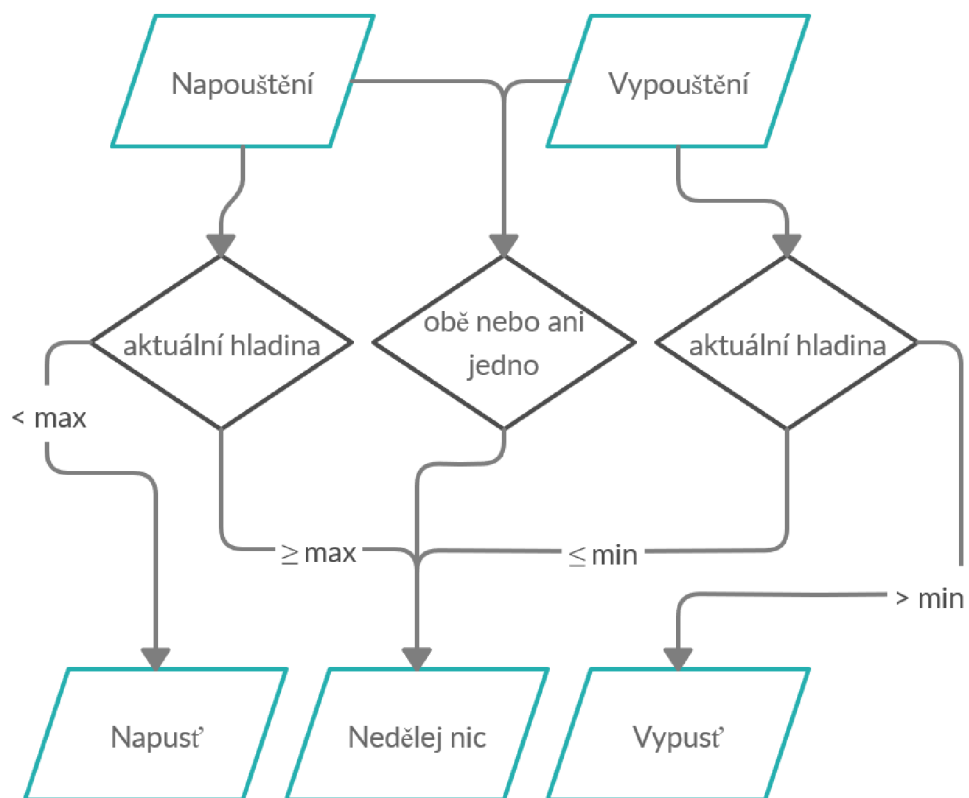 Napouštění
Vypouštění
aktuální hladina
obě nebo ani
jedno
aktuální hladina
< max
≥ max
≤ min
> min
Napusť
Nedělej nic
Vypusť